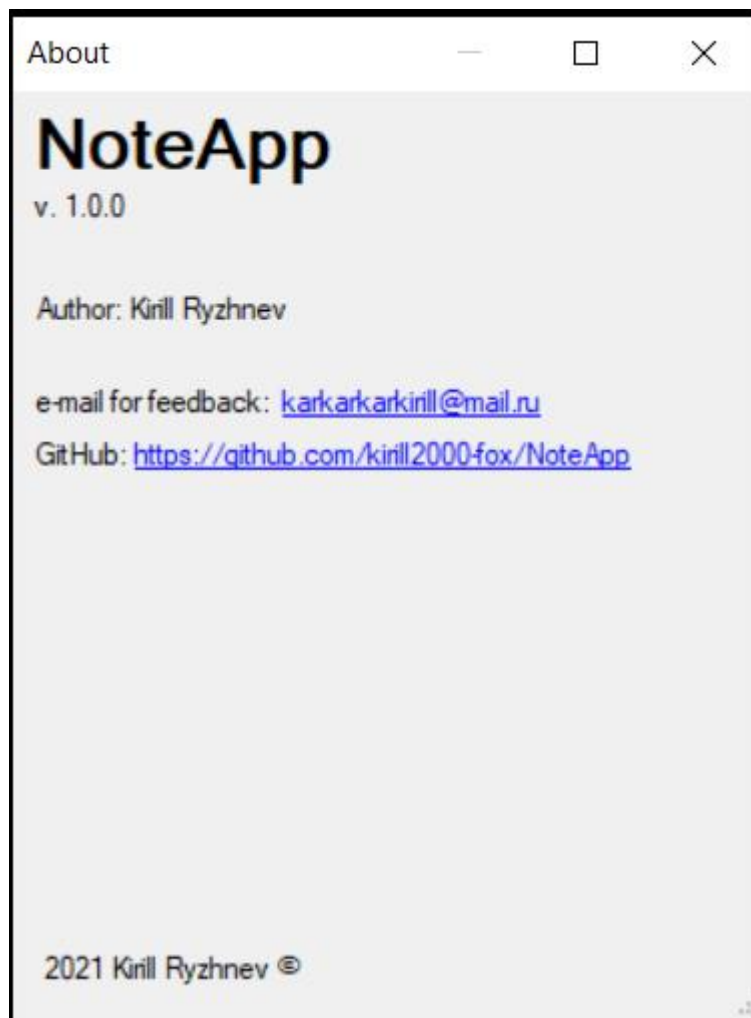 About
NoteApp
v. 1.0.0
Author: Kirill Ryzhnev
e-mail for feedback: karkarkarkirill@mail.ru
GitHub: https://github.com/kirill2000-fox/NoteApp
2021 Kirill Ryzhnev ©